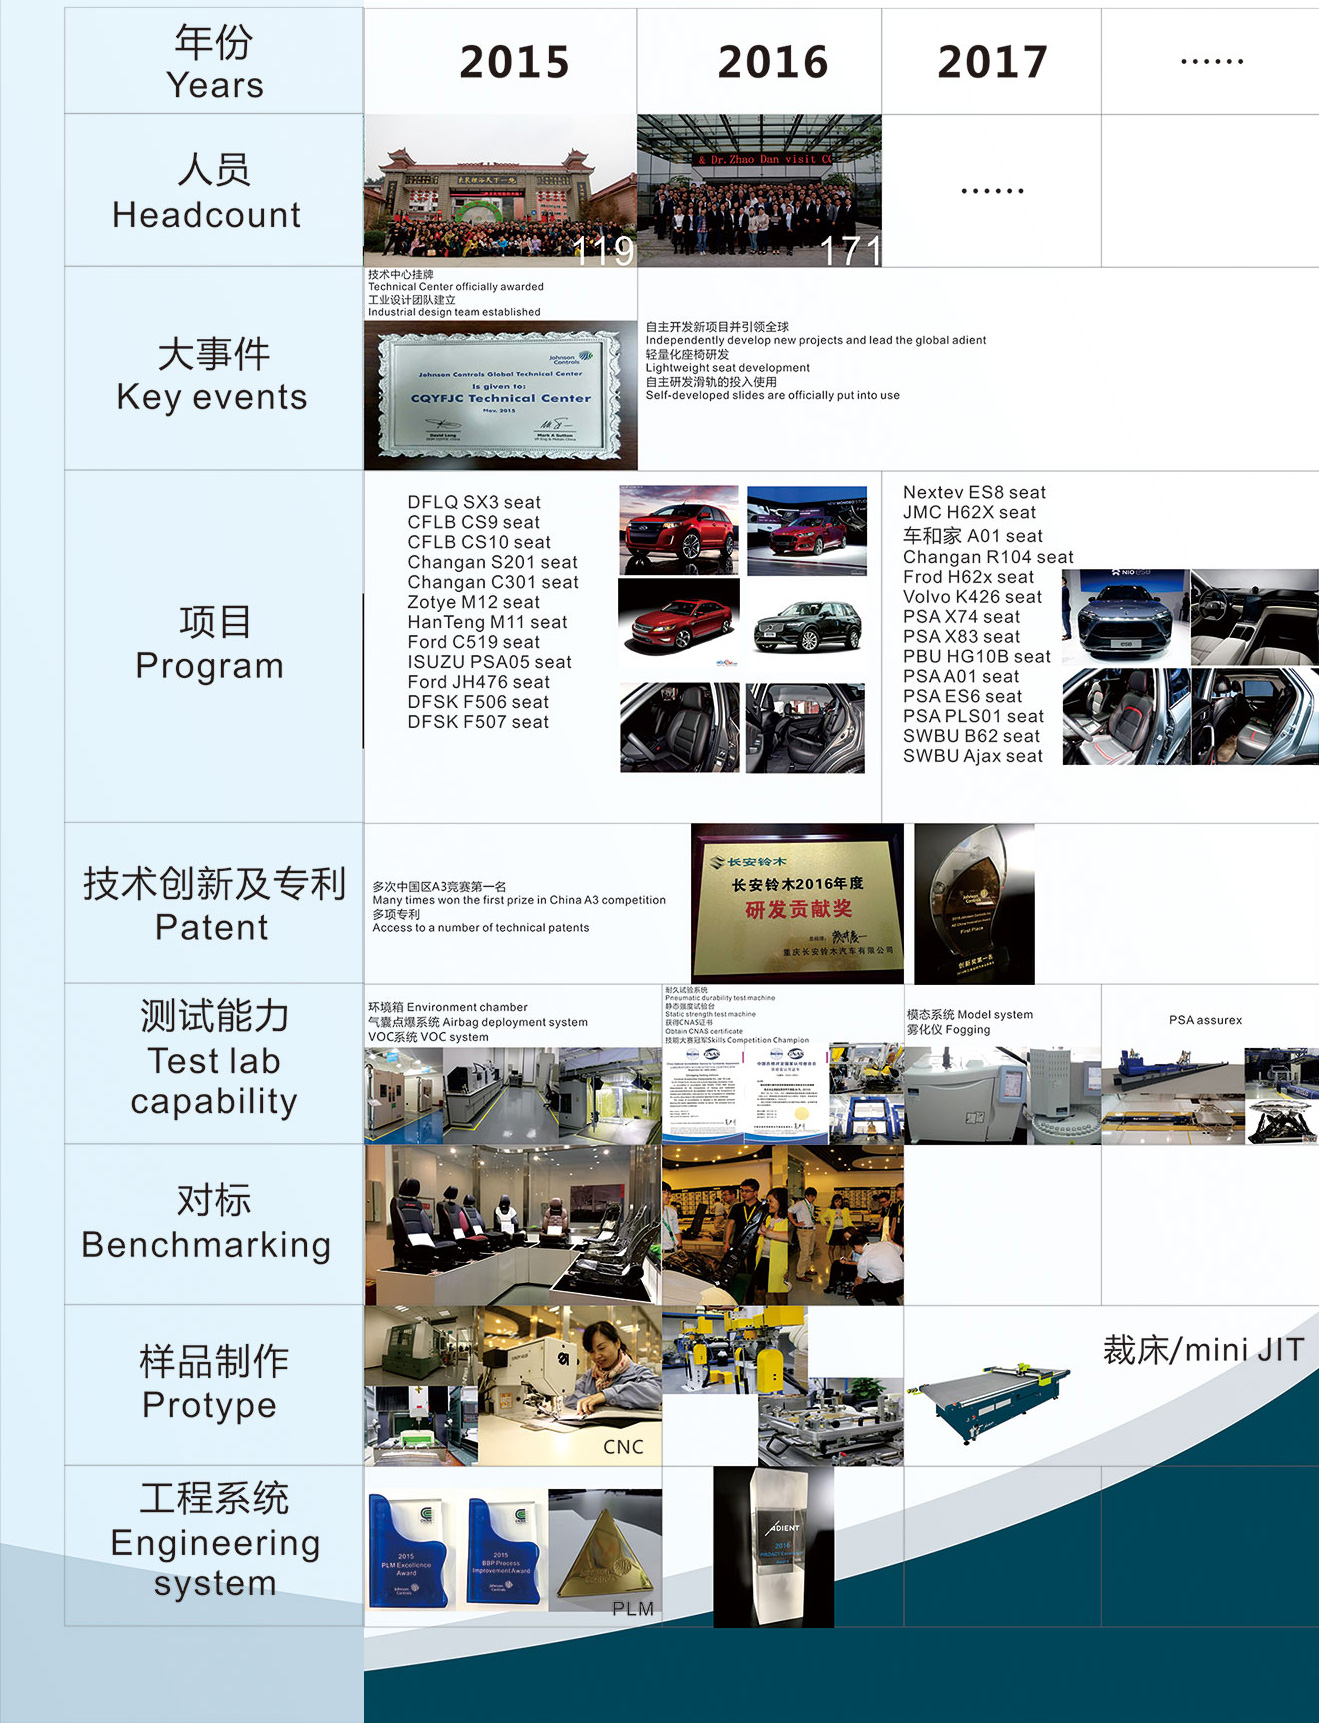 年份
Years
2015
2016
2017
······
人员
Headcount
& Dr.Zhao Dan visit CQ
119
171
······
大事件
Key events
技术中心挂牌
Technical Center officially awarded
工业设计团队建立
Industrial design team established
Johnson Controls
Johnson Controls Global Technical Center
Is given to:
CQYFJC Technical Center
Nov. 2015
自主开发新项目并引领全球
Independently develop new projects and lead the global adient
轻量化座椅研发
Lightweight seat development
自主研发滑轨的投入使用
Self-developed slides are officially put into use
项目
Program
DFLQ SX3 seat
CFLB CS9 seat
CFLB CS10 seat
Changan S201 seat
Changan C301 seat
Zotye M12 seat
HanTeng M11 seat
Ford C519 seat
ISUZU PSA05 seat
Ford JH476 seat
DFSK F506 seat
DFSK F507 seat
Nextev ES8 seat
JMC H62X seat
车和家 A01 seat
Changan R104 seat
Frod H62x seat
Volvo K426 seat
PSA X74 seat
PSA X83 seat
PBU HG10B seat
PSA A01 seat
PSA ES6 seat
PSA PLS01 seat
SWBU B62 seat
SWBU Ajax seat
NIO es8
es8
技术创新及专利
Patent
多次中国区A3竞赛第一名
Many times won the first prize in China A3 competition
多项专利
Access to a number of technical patents
长安铃木
长安铃木2016年度
研发贡献奖
重庆长安铃木汽车有限公司
Johnson Controls
First Place
创新奖第一名
测试能力
Test lab
capability
环境箱 Environment chamber
气囊点爆系统 Airbag deployment system
VOC系统 VOC system
耐久试验系统
Pneumatic durability test machine
静态强度试验台
Static strength test machine
获得CNAS证书
Obtain CNAS certificate
技能大赛冠军Skills Competition Champion
CNAS
CNAS
模态系统 Model system
雾化仪 Fogging
PSA assurex
对标
Benchmarking
样品制作
Protype
CNC
裁床/mini JIT
工程系统
Engineering
system
2015
PLM Excellence
Award
Johnson Controls
2015
BBP Process
Improvement Award
Johnson Controls
PLM
ADIENT
2016